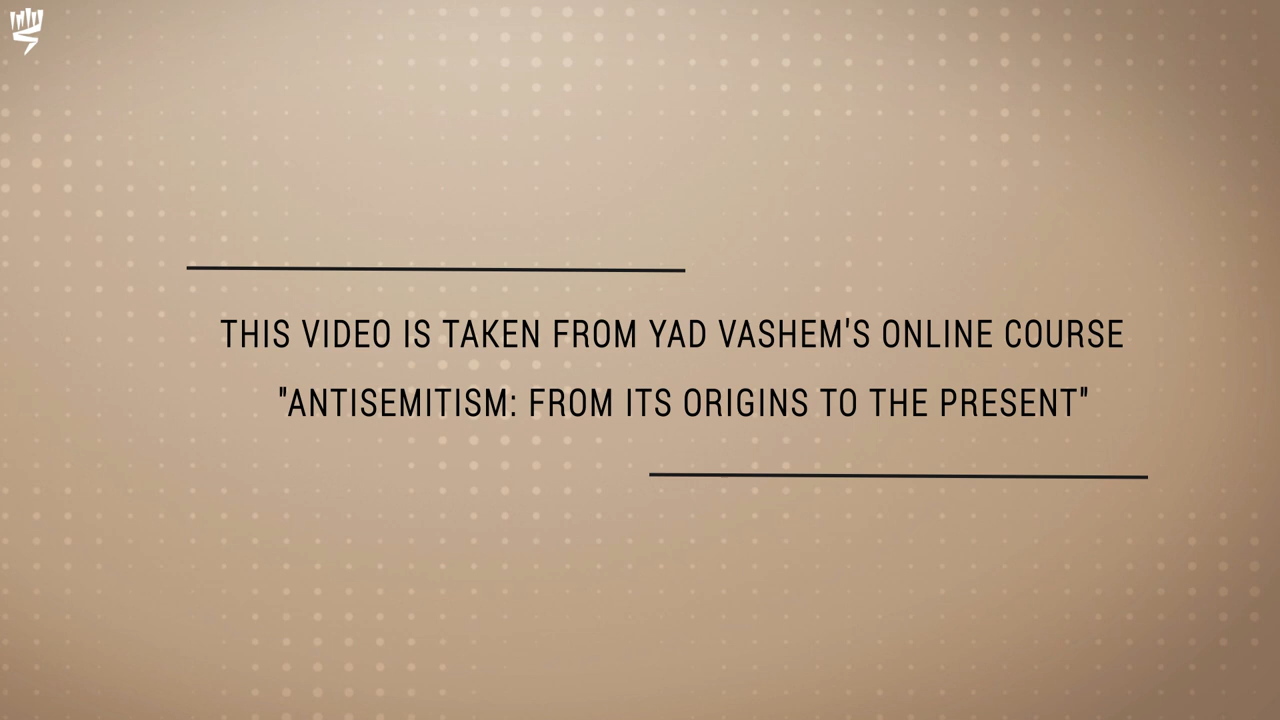 THIS VIDEO IS TAKEN FROM YAD VASHEM'S ONLINE COURSE
"ANTISEMITISM: FROM ITS ORIGINS TO THE PRESENT"